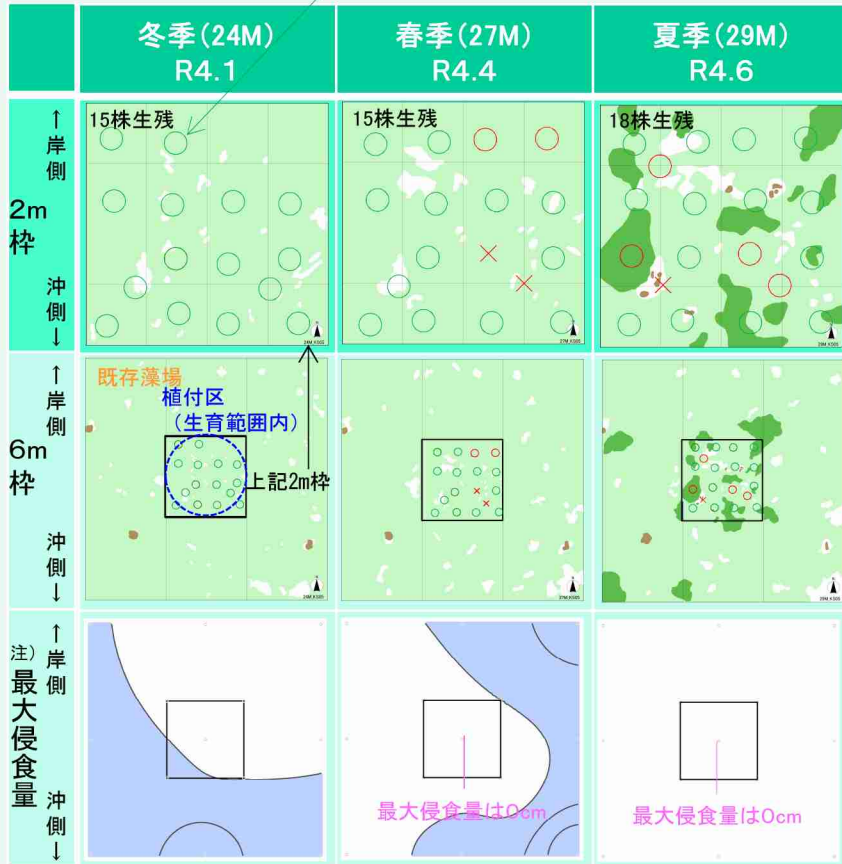 冬季(24M)
R4.1
春季(27M)
R4.4
夏季(29M)
R4.6
↑岸側
2m枠
沖側↓
15株生残
15株生残
18株生残
↑岸側
6m枠
沖側↓
既存藻場
植付区
(生育範囲内)
上記2m枠
↑岸側
注)最大侵食量
沖側↓
最大侵食量は0cm
最大侵食量は0cm